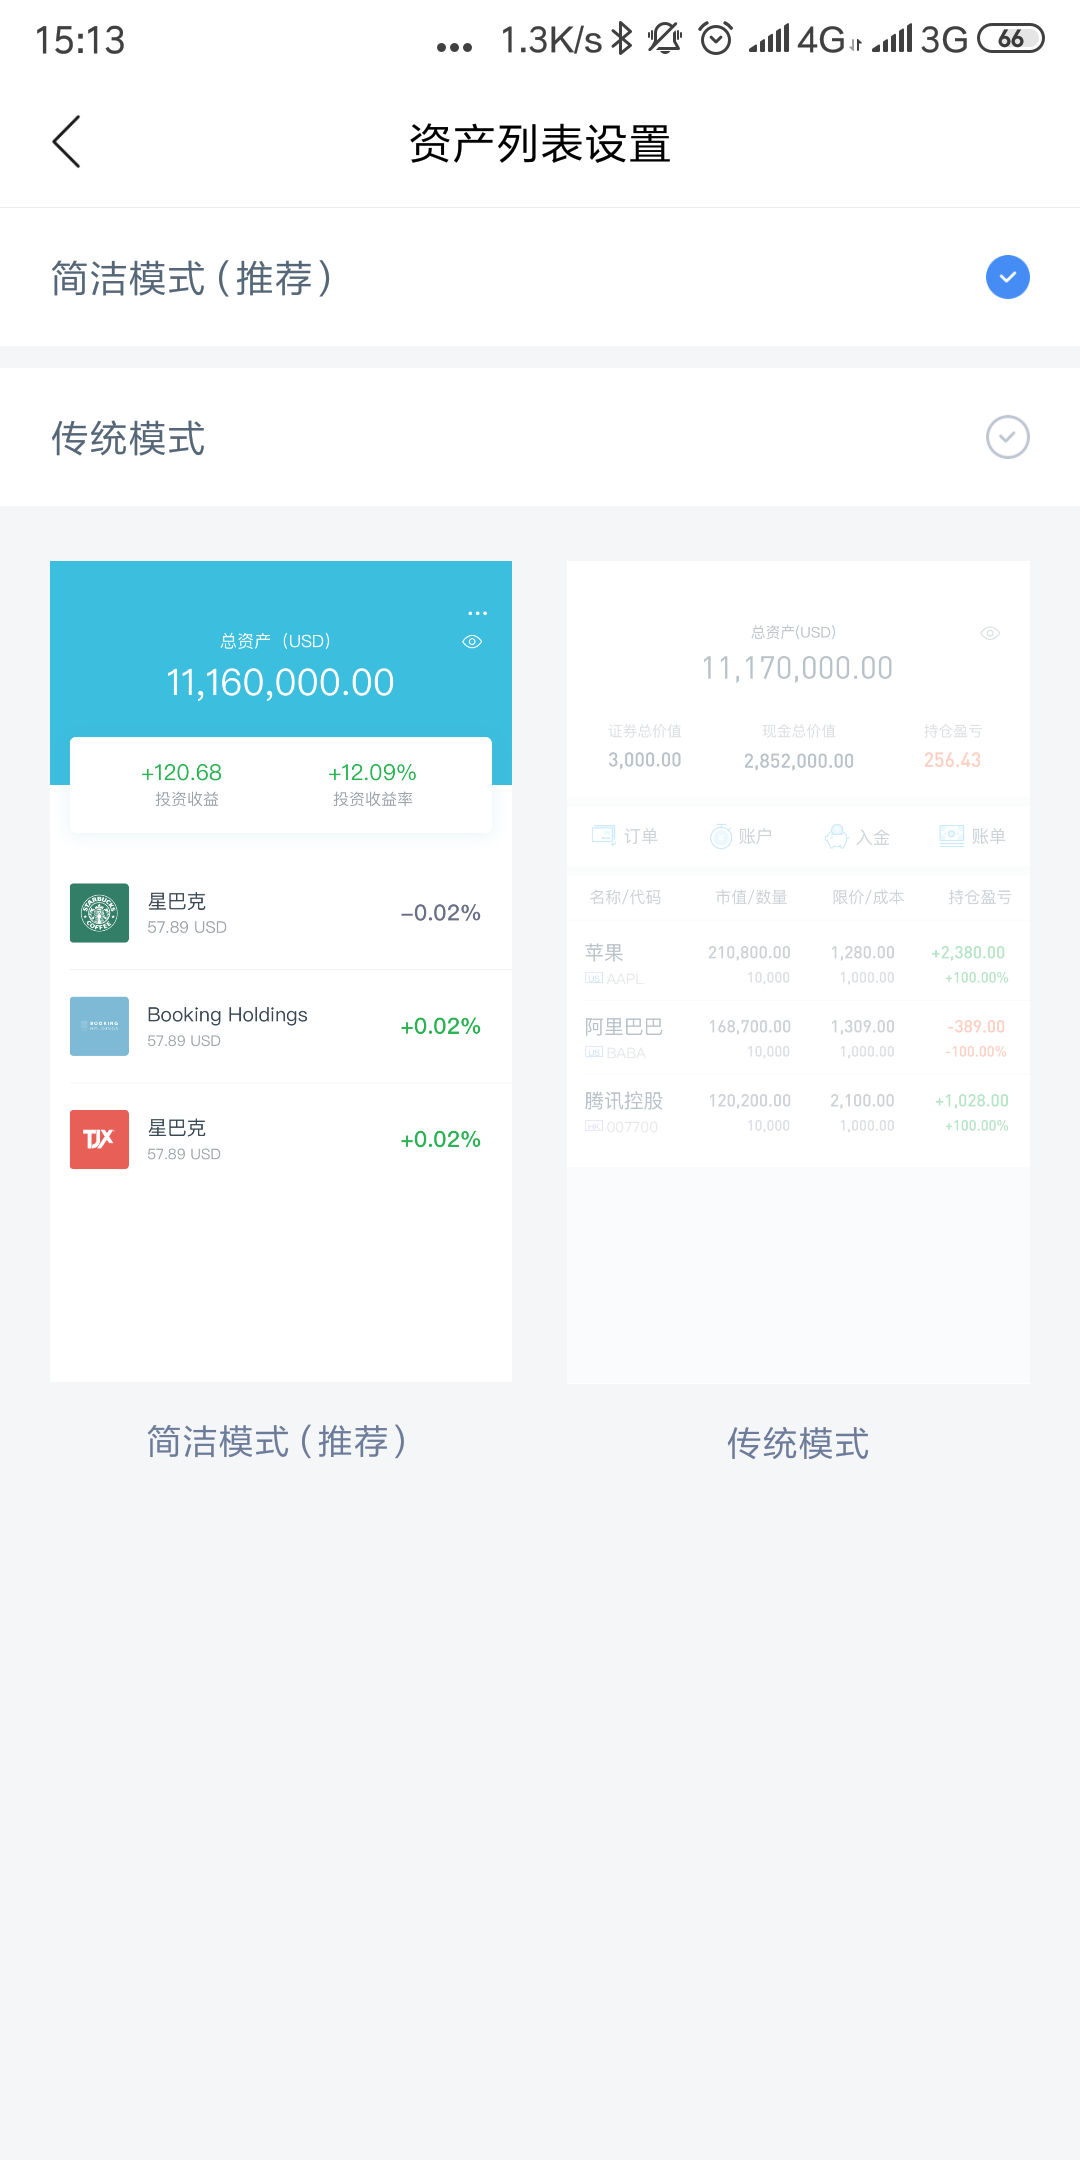 15:13 ... 1.3K/s 4G 3G 66
资产列表设置
简洁模式（推荐）
传统模式
总资产（USD）
11,160,000.00
+120.68 +12.09%
投资收益 投资收益率
星巴克
57.89 USD
-0.02%
Booking Holdings
57.89 USD
+0.02%
TJX
星巴克
57.89 USD
+0.02%
简洁模式（推荐）
总资产(USD)
11,170,000.00
证券总价值 现金总价值 持仓盈亏
3,000.00 2,852,000.00 256.43
订单 账户 入金 账单
名称/代码 市值/数量 限价/成本 持仓盈亏
苹果 210,800.00 1,280.00 +2,380.00
US AAPL 10,000 1,000.00 +100.00%
阿里巴巴 168,700.00 1,309.00 -389.00
US BABA 10,000 1,000.00 -100.00%
腾讯控股 120,200.00 2,100.00 +1,028.00
HK 007700 10,000 1,000.00 +100.00%
传统模式